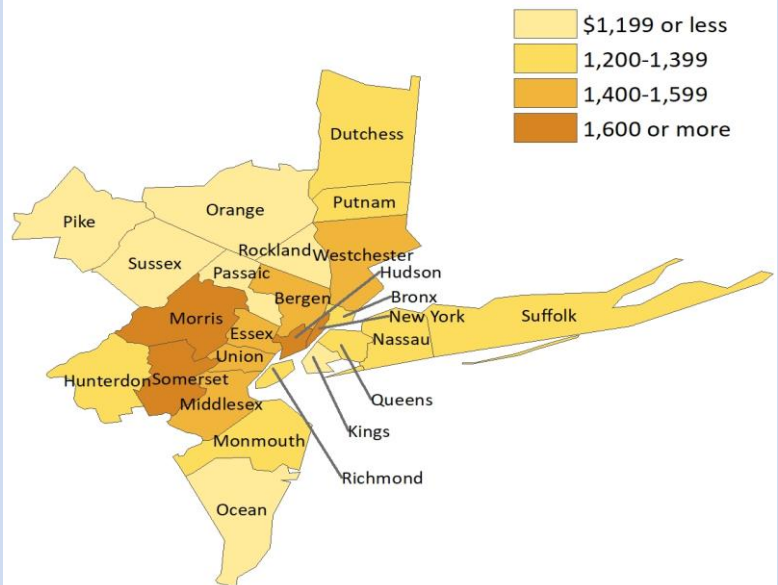 $1,199 or less
1,200-1,399
1,400-1,599
1,600 or more
Dutchess
Putnam
Orange
Pike
Rockland
Westchester
Sussex
Passaic
Hudson
Bergen
Bronx
Morris
New York
Suffolk
Essex
Nassau
Union
Hunterdon
Somerset
Queens
Middlesex
Kings
Monmouth
Richmond
Ocean